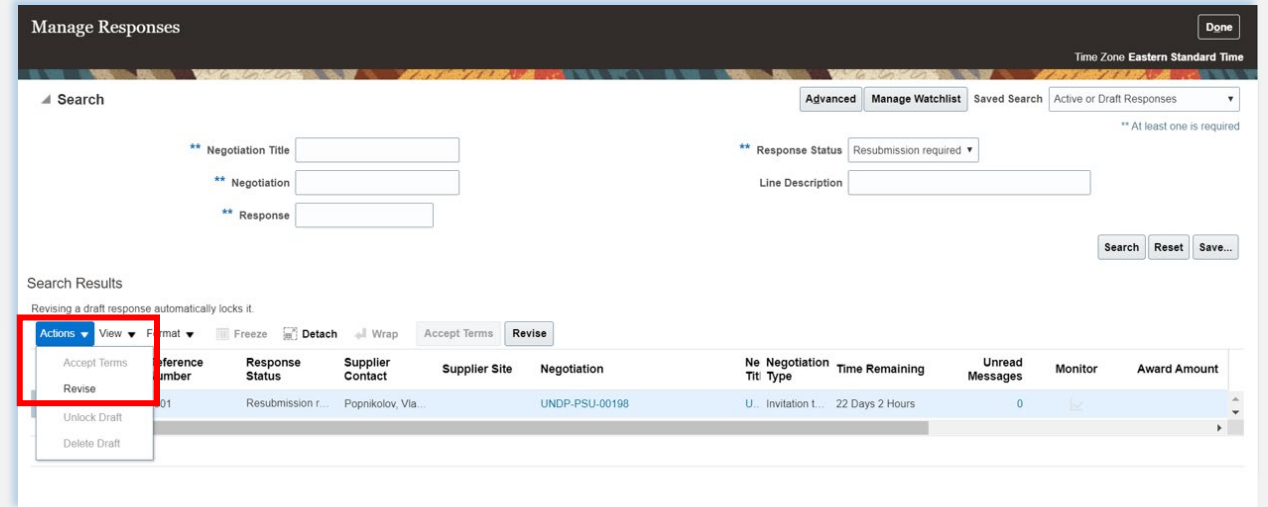 Manage Responses
Done
Time Zone Eastern Standard Time
Search
Advanced Manage Watchlist Saved Search Active or Draft Responses
** At least one is required
** Negotiation Title
** Response Status Resubmission required
** Negotiation
Line Description
** Response
Search Reset Save...
Search Results
Revising a draft response automatically locks it.
Actions View Format Freeze Detach Wrap Accept Terms Revise
Response Status Supplier Contact Supplier Site Negotiation Ne Titl Negotiation Type Time Remaining Unread Messages Monitor Award Amount
Resubmission r... Popnikolov, Vla... UNDP-PSU-00198 U... Invitation t... 22 Days 2 Hours 0
Accept Terms
Revise
Unlock Draft
Delete Draft